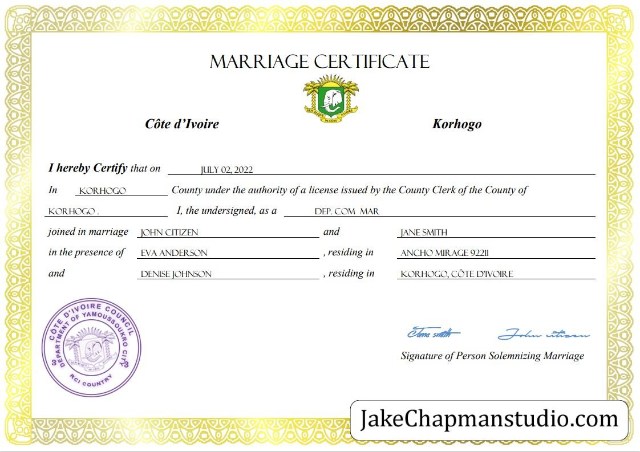 MARRIAGE CERTIFICATE
Côte d'Ivoire Korhogo
I hereby Certify that on JULY 02, 2022
In KORHOGO County under the authority of a license issued by the County Clerk of the County of
KORHOGO . I, the undersigned, as a DEP. COM MAR
joined in marriage JOHN CITIZEN and JANE SMITH
in the presence of EVA ANDERSON , residing in ANCHO MIRAGE 92211
and DENISE JOHNSON , residing in KORHOGO, CÔTE D'IVOIRE
CÔTE D'IVOIRE COUNCIL
DEPARTMENT OF YAMOUSSOUKRO CITY
RCI COUNTRY
John citizen
Signature of Person Solemnizing Marriage
JakeChapmanstudio.com